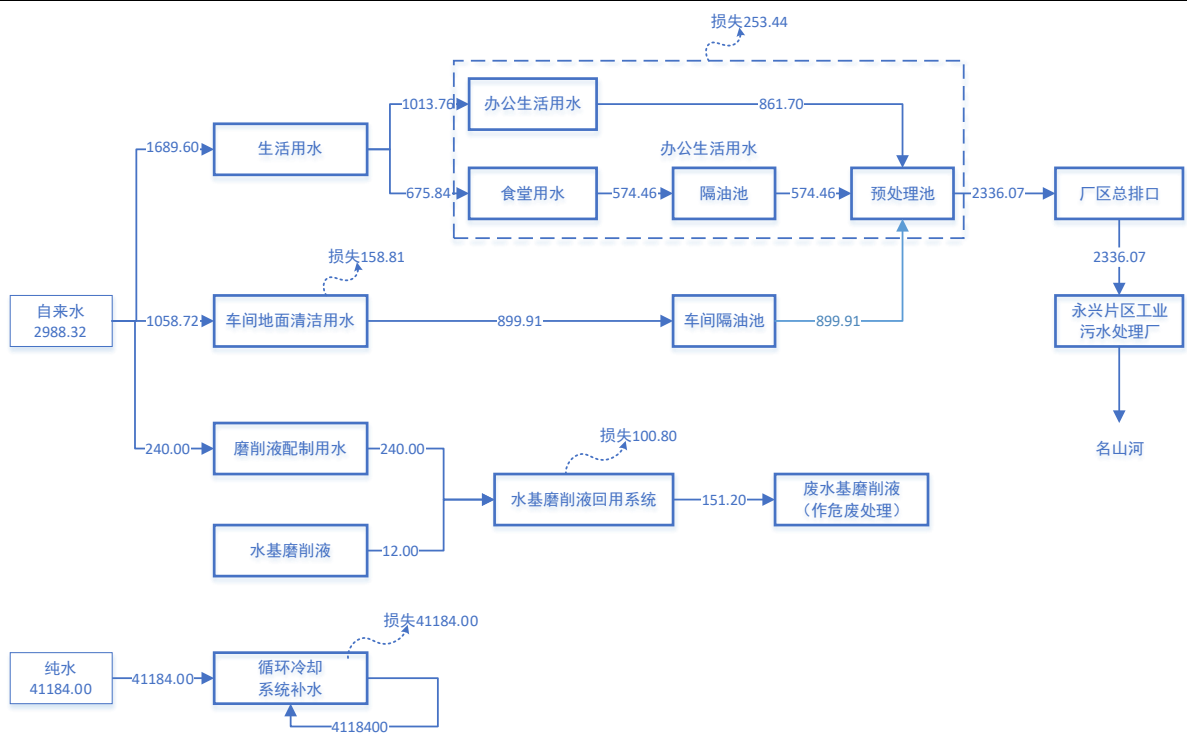 损失253.44
1013.76
办公生活用水
861.70
1689.60
生活用水
办公生活用水
675.84
食堂用水
574.46
隔油池
574.46
预处理池
2336.07
厂区总排口
损失158.81
2336.07
自来水
2988.32
1058.72
车间地面清洁用水
899.91
车间隔油池
899.91
永兴片区工业
污水处理厂
240.00
磨削液配制用水
240.00
损失100.80
名山河
水基磨削液回用系统
151.20
废水基磨削液
（作危废处理）
水基磨削液
12.00
损失41184.00
纯水
41184.00
41184.00
循环冷却
系统补水
4118400